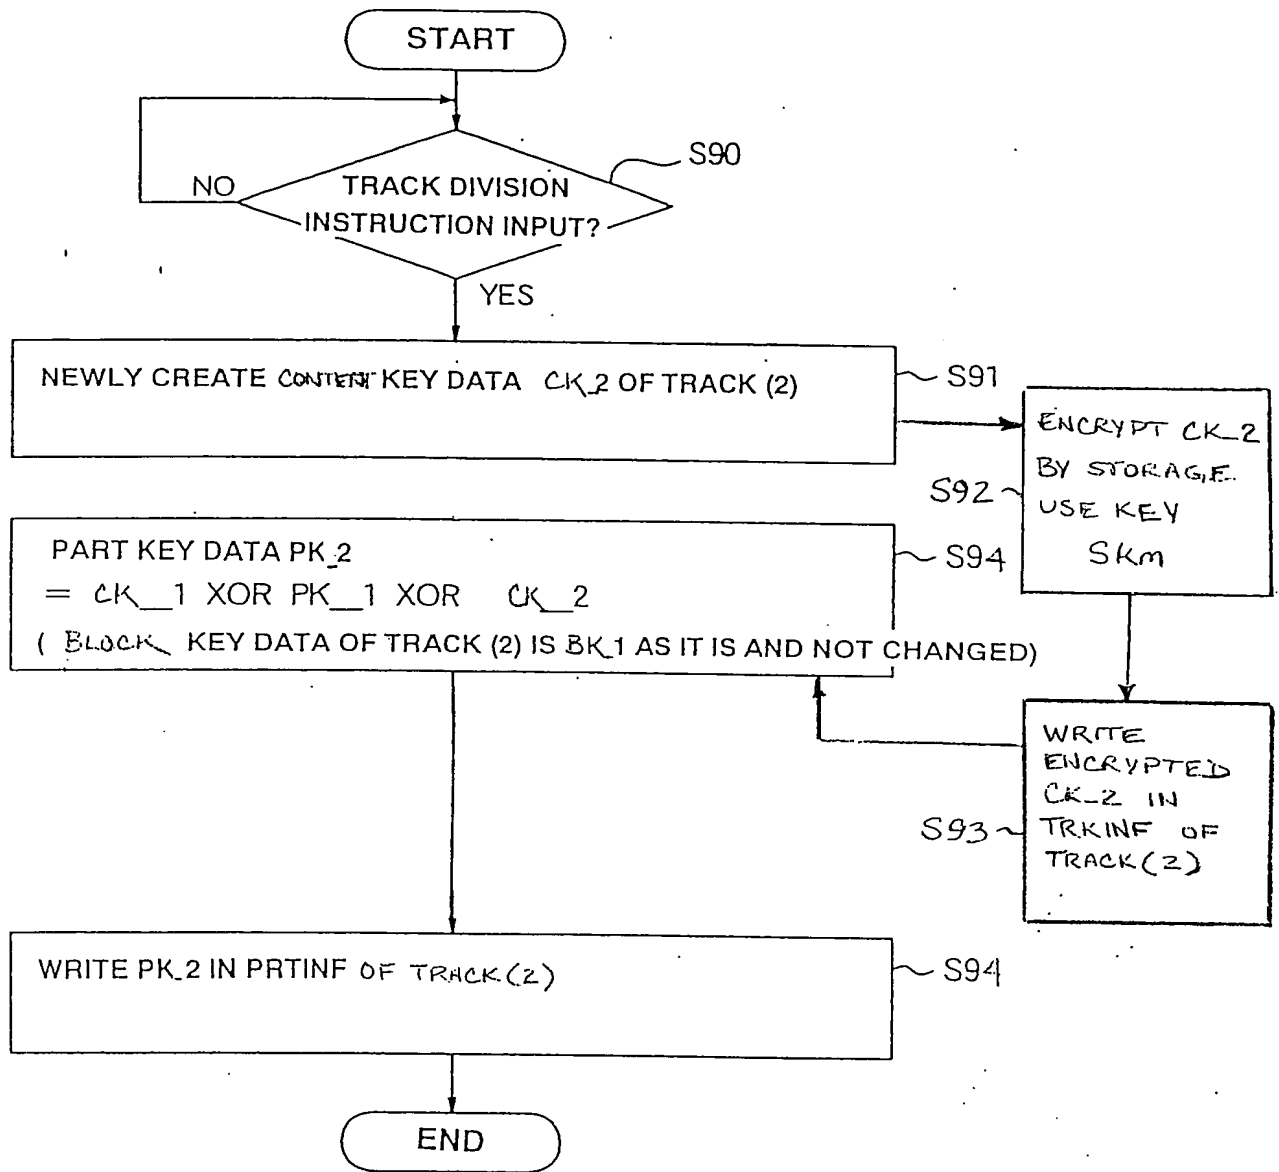 START
S90
NO
TRACK DIVISION
INSTRUCTION INPUT?
YES
NEWLY CREATE CONTENT KEY DATA CK_2 OF TRACK (2)
S91
ENCRYPT CK_2
BY STORAGE
USE KEY
SKm
S92
PART KEY DATA PK_2
= CK__1 XOR PK__1 XOR CK__2
( BLOCK KEY DATA OF TRACK (2) IS BK_1 AS IT IS AND NOT CHANGED)
S94
WRITE
ENCRYPTED
CK_2 IN
TRKINF OF
TRACK(2)
S93
WRITE PK_2 IN PRTINF OF TRACK(2)
S94
END